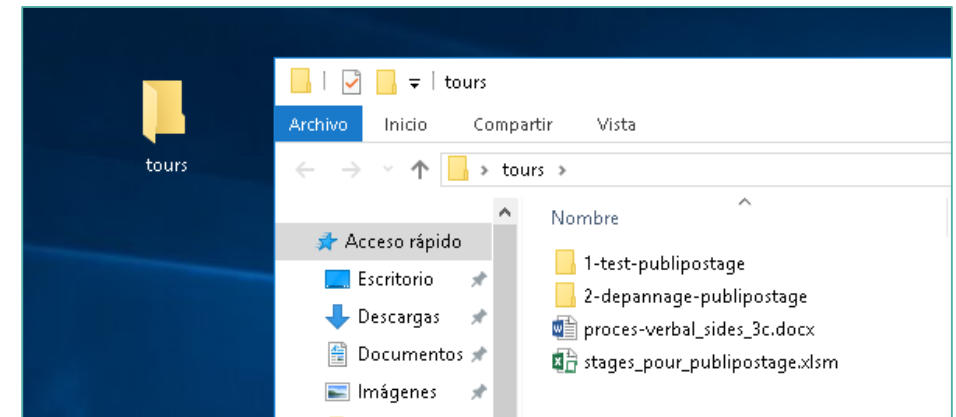 tours
tours
Archivo Inicio Compartir Vista
tours
Nombre
Acceso rápido
Escritorio
Descargas
Documentos
Imágenes
1-test-publipostage
2-depannage-publipostage
proces-verbal_sides_3c.docx
stages_pour_publipostage.xlsm